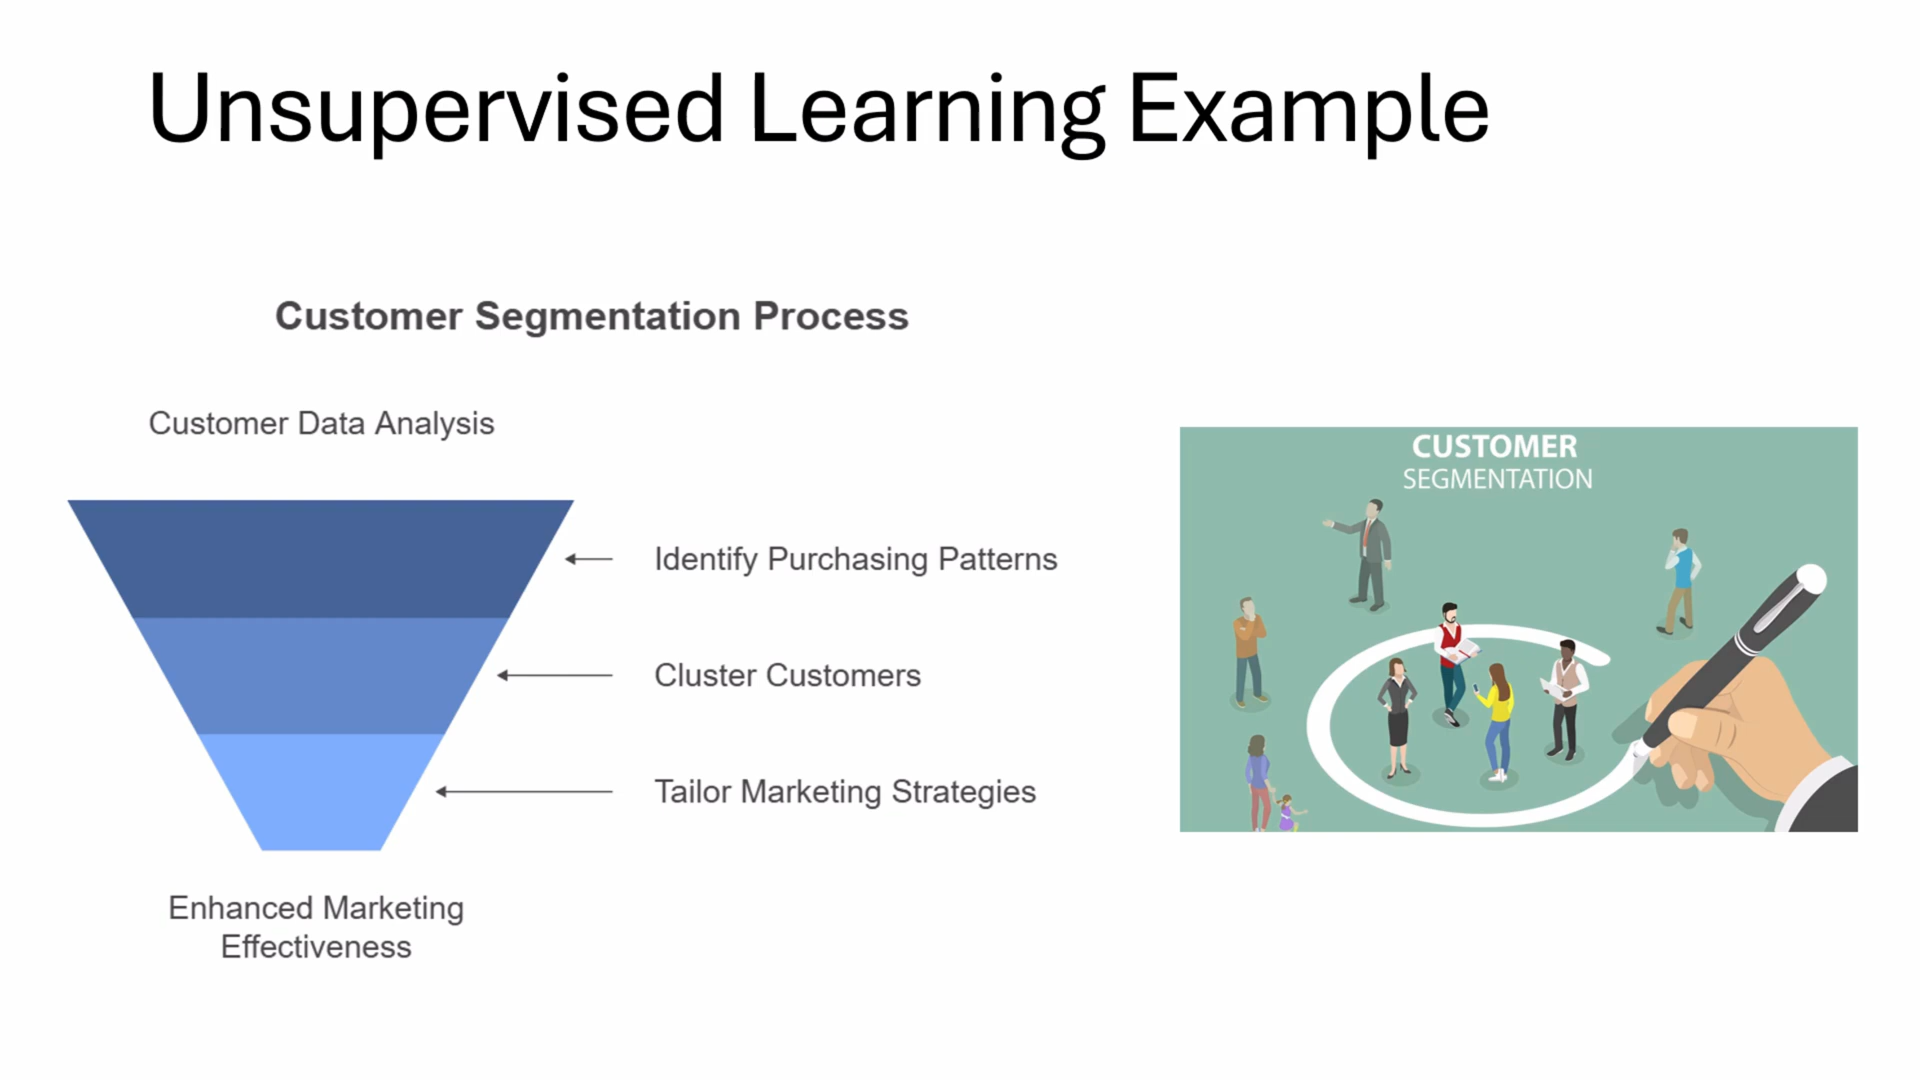 Unsupervised Learning Example
Customer Segmentation Process
Customer Data Analysis
Identify Purchasing Patterns
Cluster Customers
Tailor Marketing Strategies
Enhanced Marketing
Effectiveness
CUSTOMER
SEGMENTATION